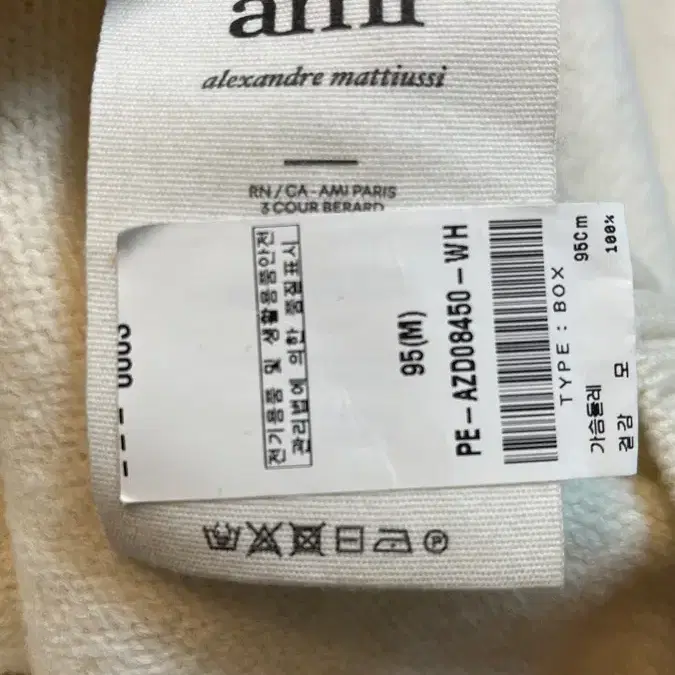 ami
alexandre mattiussi
RN / CA - AMI PARIS
3 COUR BERARD
전기용품 및 생활용품안전
관리법에 의한 품질표시
95(M)
PE-AZD08450-WH
TYPE : BOX
가슴둘레 95Cm
겉감 모 100%